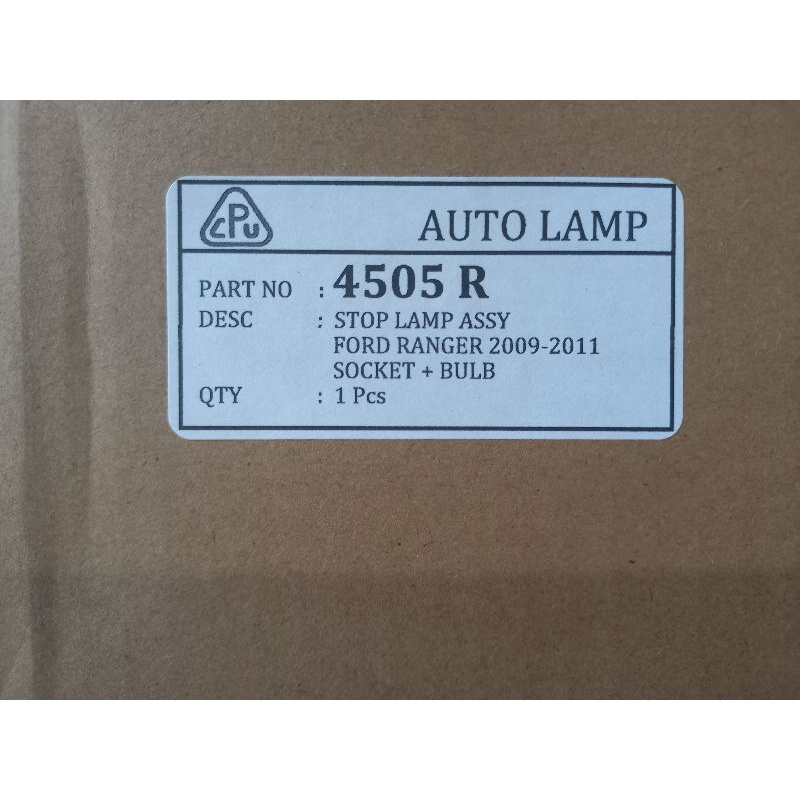 CPU
AUTO LAMP
PART NO : 4505 R
DESC : STOP LAMP ASSY
FORD RANGER 2009-2011
SOCKET + BULB
QTY : 1 Pcs